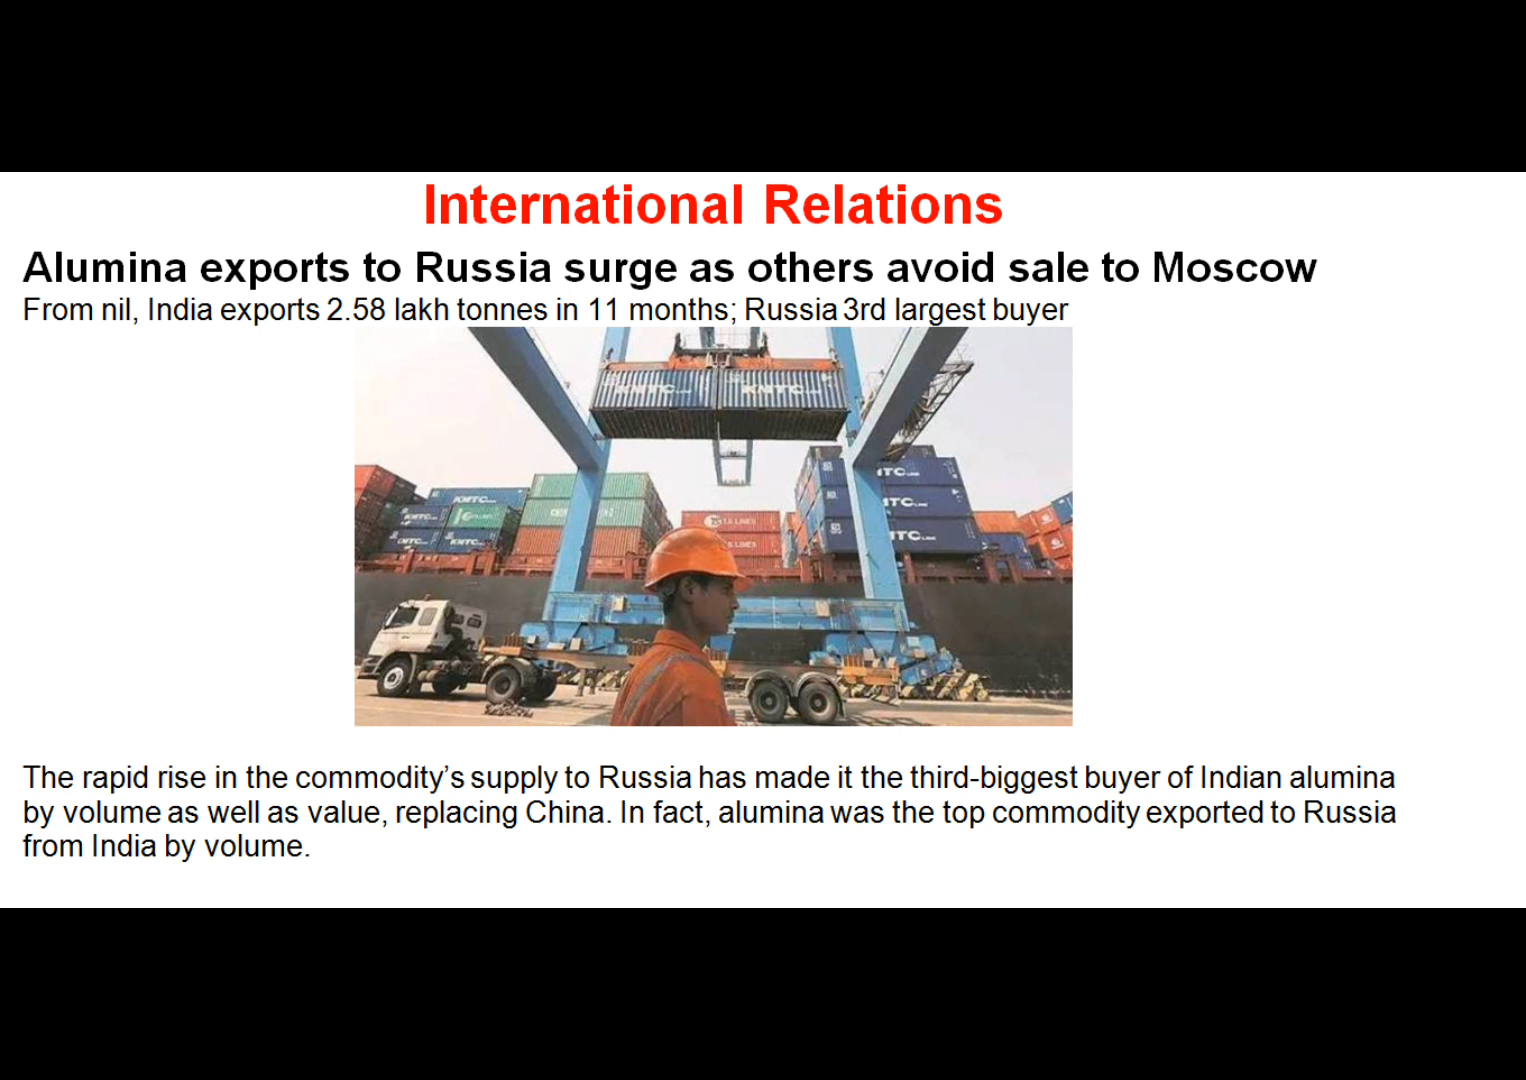 International Relations
Alumina exports to Russia surge as others avoid sale to Moscow
From nil, India exports 2.58 lakh tonnes in 11 months; Russia 3rd largest buyer
KMTC
KMTC
KMTC
The rapid rise in the commodity’s supply to Russia has made it the third-biggest buyer of Indian alumina
by volume as well as value, replacing China. In fact, alumina was the top commodity exported to Russia
from India by volume.